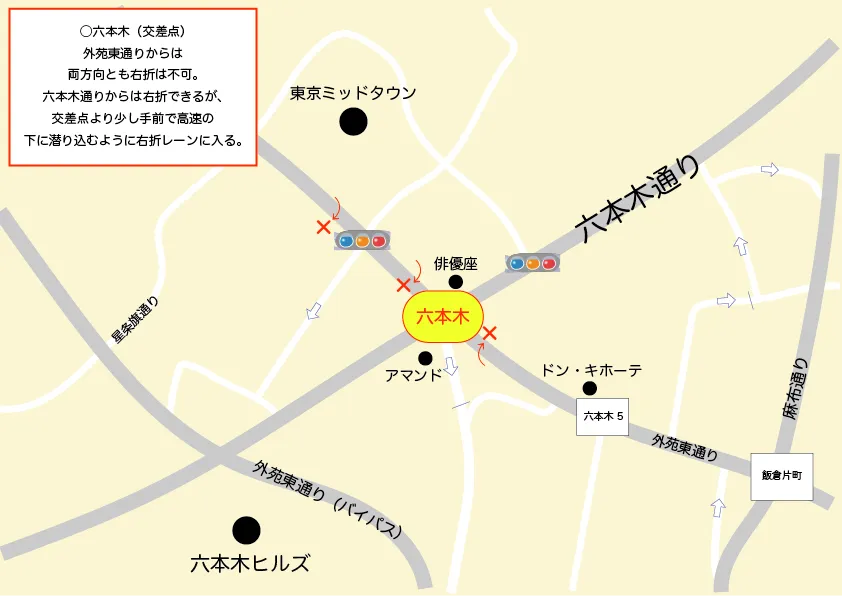 〇六本木（交差点）
外苑東通りからは
両方向とも右折は不可。
六本木通りからは右折できるが、
交差点より少し手前で高速の
下に潜り込むように右折レーンに入る。
東京ミッドタウン
六本木通り
俳優座
星条旗通り
六本木
アマンド
ドン・キホーテ
六本木 5
麻布通り
外苑東通り
飯倉片町
外苑東通り（バイパス）
六本木ヒルズ